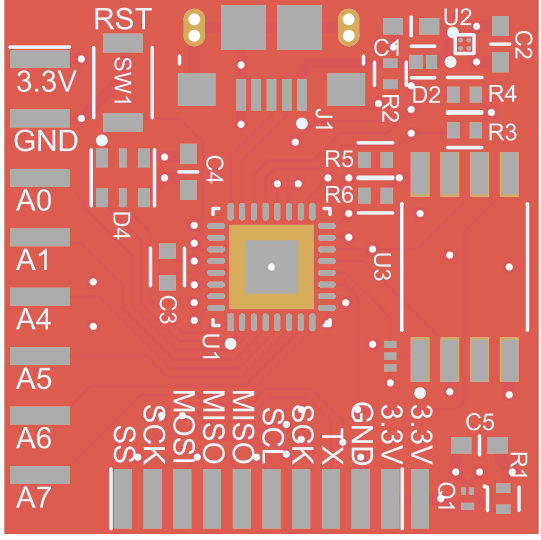 RST
U2
C1
C2
3.3V
SW1
R2
D2
R4
J1
GND
R3
R5
C4
R6
A0
D4
A1
U3
C3
A4
U1
A5
A6
SS
SCK
MOSI
MISO
MISO
SCL
SCK
TX
GND
3.3V
3.3V
C5
A7
Q1
R1